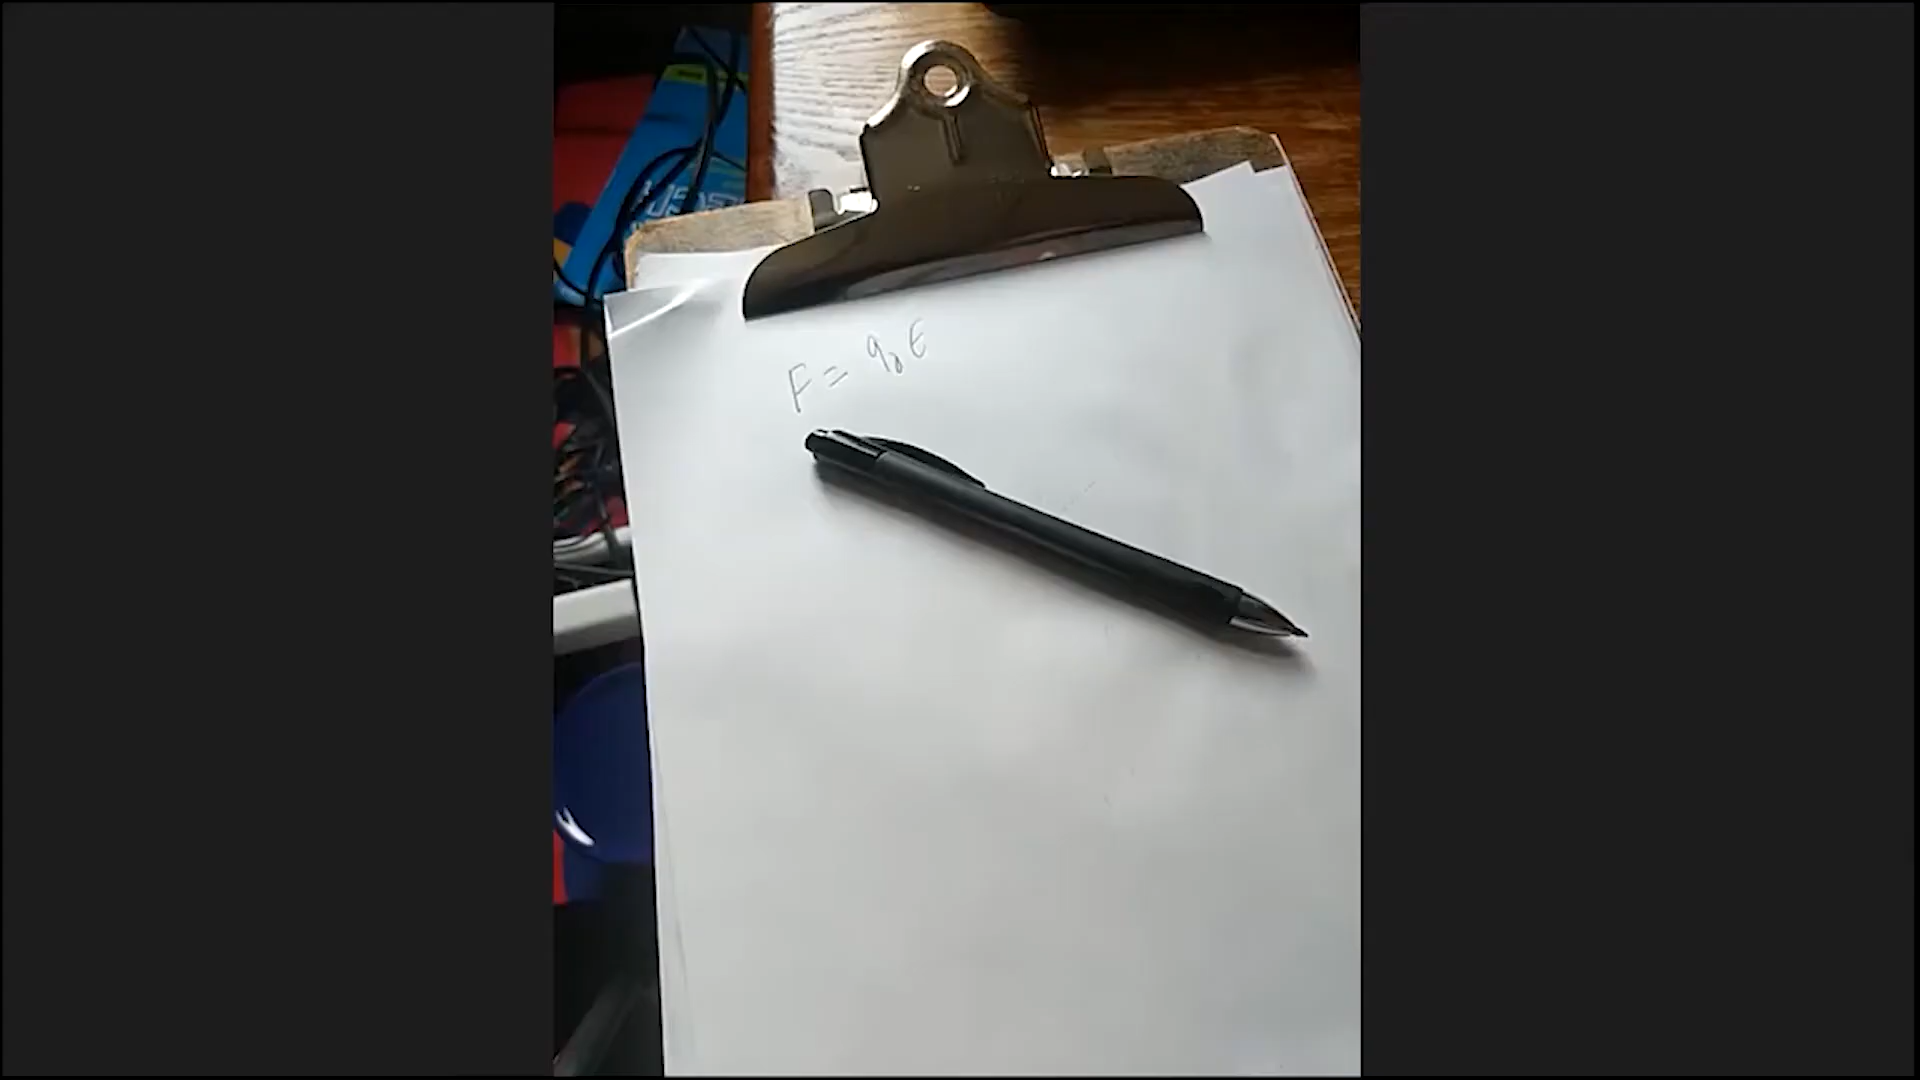 F = q₀E